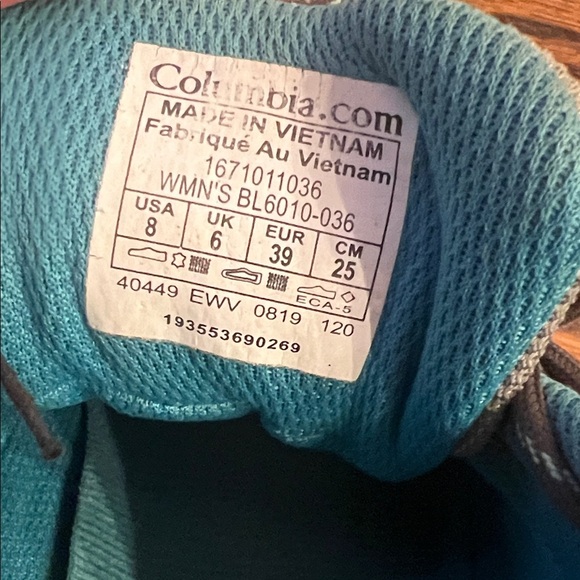 Columbia.com
MADE IN VIETNAM
Fabriqué Au Vietnam
1671011036
WMN'S BL6010-036
USA UK EUR CM
8 6 39 25
ECA-5
40449 EWV 0819 120
193553690269